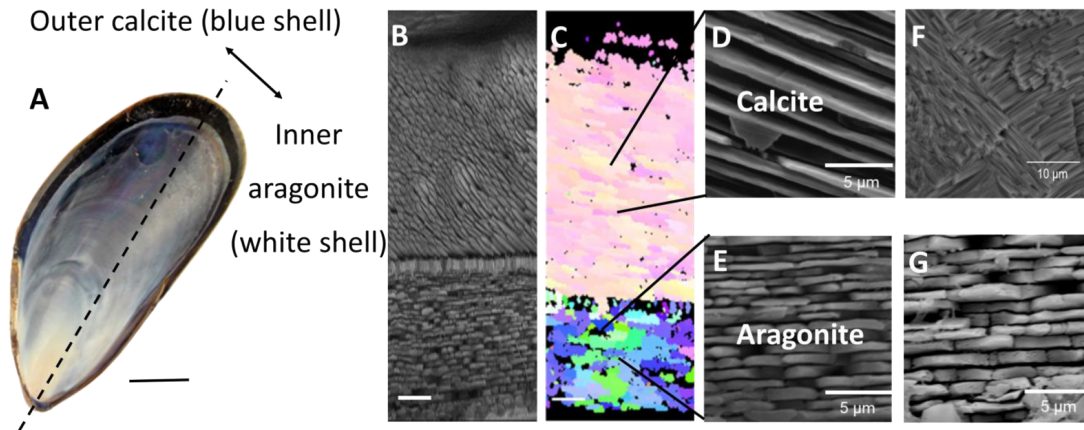 Outer calcite (blue shell)
A
Inner
aragonite
(white shell)
B
C
D
Calcite
5 µm
E
Aragonite
5 µm
F
10 µm
G
5 µm